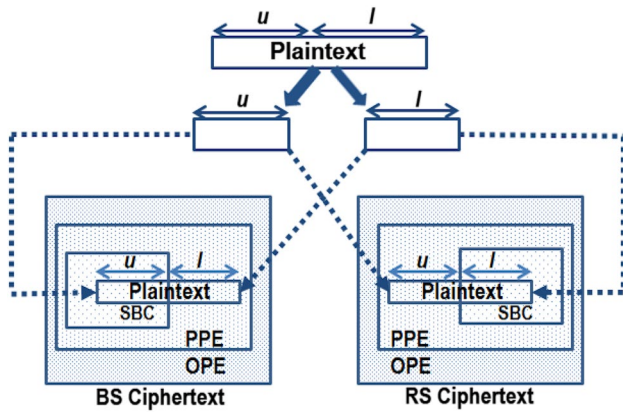 u l
Plaintext
u l
u l
Plaintext
SBC
PPE
OPE
BS Ciphertext
u l
Plaintext
SBC
PPE
OPE
RS Ciphertext